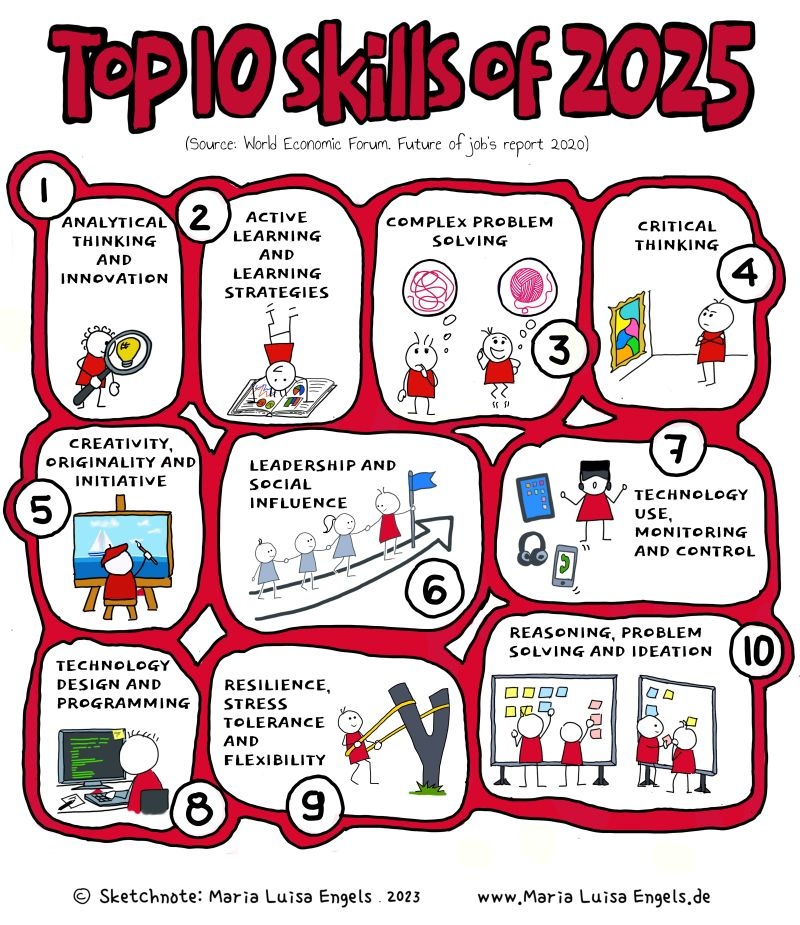 Top 10 skills of 2025
(Source: World Economic Forum. Future of job's report 2020)
1
ANALYTICAL
THINKING
AND
INNOVATION
2
ACTIVE
LEARNING
AND
LEARNING
STRATEGIES
COMPLEX PROBLEM
SOLVING
3
CRITICAL
THINKING
4
CREATIVITY,
ORIGINALITY AND
INITIATIVE
5
LEADERSHIP AND
SOCIAL
INFLUENCE
6
7
TECHNOLOGY
USE,
MONITORING
AND CONTROL
TECHNOLOGY
DESIGN AND
PROGRAMMING
8
RESILIENCE,
STRESS
TOLERANCE
AND
FLEXIBILITY
9
REASONING, PROBLEM
SOLVING AND IDEATION
10
© Sketchnote: Maria Luisa Engels . 2023
www.Maria Luisa Engels.de